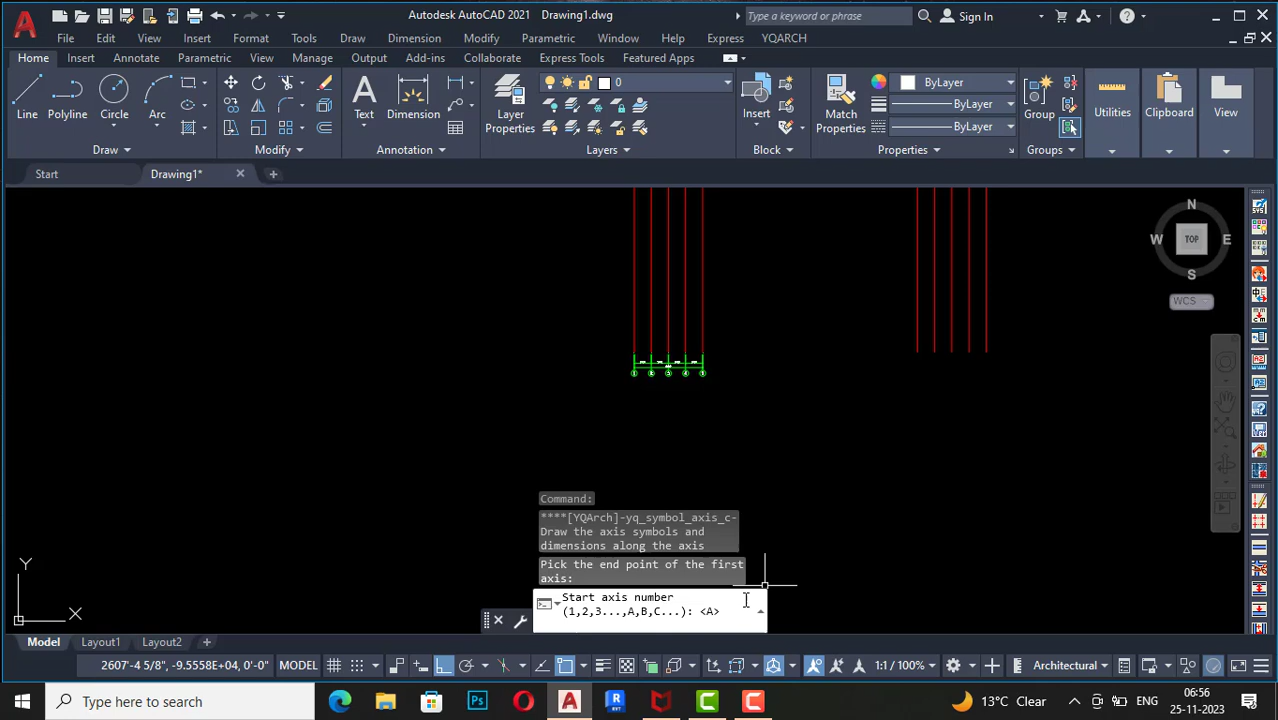 Autodesk AutoCAD 2021 Drawing1.dwg
Type a keyword or phrase
Sign In
File Edit View Insert Format Tools Draw Dimension Modify Parametric Window Help Express YQARCH
Home Insert Annotate Parametric View Manage Output Add-ins Collaborate Express Tools Featured Apps
0
ByLayer
ByLayer
ByLayer
Line Polyline Circle Arc Text Dimension Layer Properties Insert Match Properties Group Utilities Clipboard View
Draw Modify Annotation Layers Block Properties Groups
Start Drawing1*
N
W TOP E
S
WCS
Command:
****[YQArch]-yq_symbol_axis_c-
Draw the axis symbols and
dimensions along the axis
Pick the end point of the first
axis:
Start axis number
(1,2,3...,A,B,C...): <A>
Y
X
Model Layout1 Layout2 +
2607'-4 5/8", -9.5558E+04, 0'-0" MODEL 1:1 / 100% Architectural
Type here to search
13°C Clear ENG
06:56
25-11-2023